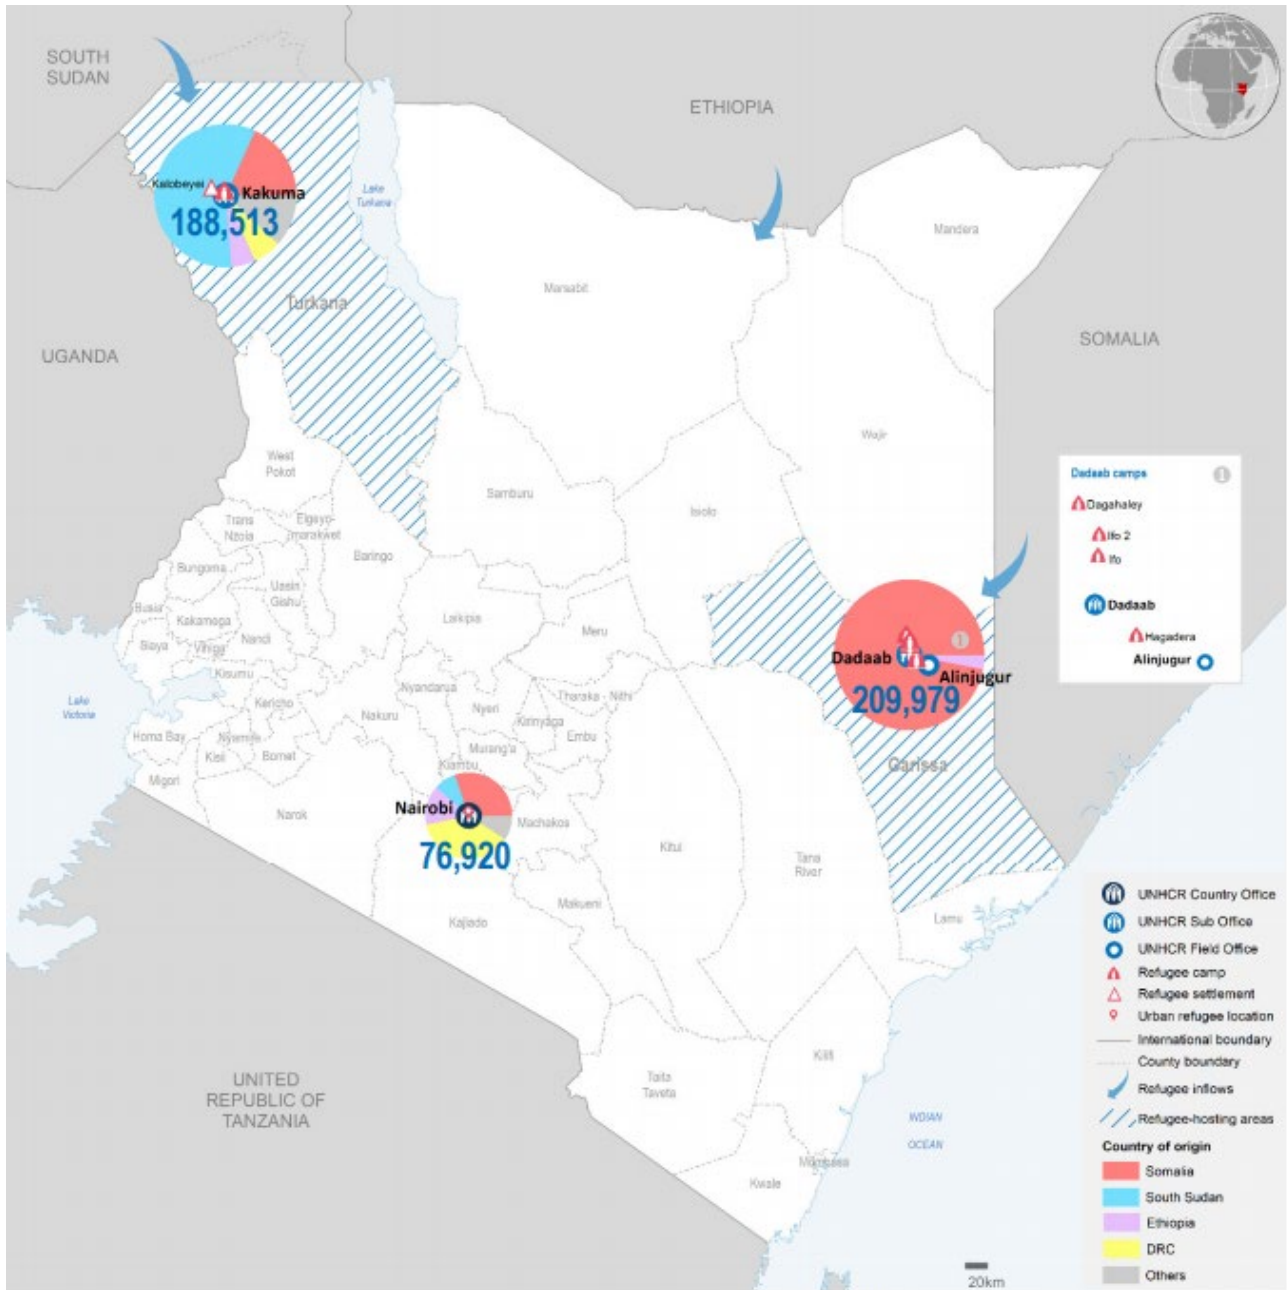 SOUTH
SUDAN
ETHIOPIA
Kalobeyei
Kakuma
188,513
Lake
Turkana
Mandera
Marsabit
Turkana
UGANDA
SOMALIA
Wajir
West
Pokot
Samburu
Isiolo
Trans
Nzoia
Elgeyo-
marakwet
Baringo
Bungoma
Uasin
Gishu
Busia
Kakamega
Laikipia
Meru
Siaya
Vihiga
Nandi
Kisumu
Nyandarua
Tharaka - Nithi
Lake
Victoria
Kericho
Nakuru
Nyeri
Kirinyaga
Embu
Homa Bay
Nyamira
Kisii
Bomet
Murang'a
Kiambu
Migori
Narok
Nairobi
Machakos
76,920
Kitui
Tana
River
Makueni
Kajiado
Lamu
Dadaab
1
Alinjugur
209,979
Garissa
Dadaab camps
1
Dagahaley
Ifo 2
Ifo
Dadaab
Hagadera
Alinjugur
UNITED
REPUBLIC OF
TANZANIA
Taita
Taveta
Kilifi
Mombasa
Kwale
INDIAN
OCEAN
UNHCR Country Office
UNHCR Sub Office
UNHCR Field Office
Refugee camp
Refugee settlement
Urban refugee location
International boundary
County boundary
Refugee inflows
Refugee-hosting areas
Country of origin
Somalia
South Sudan
Ethiopia
DRC
Others
20km